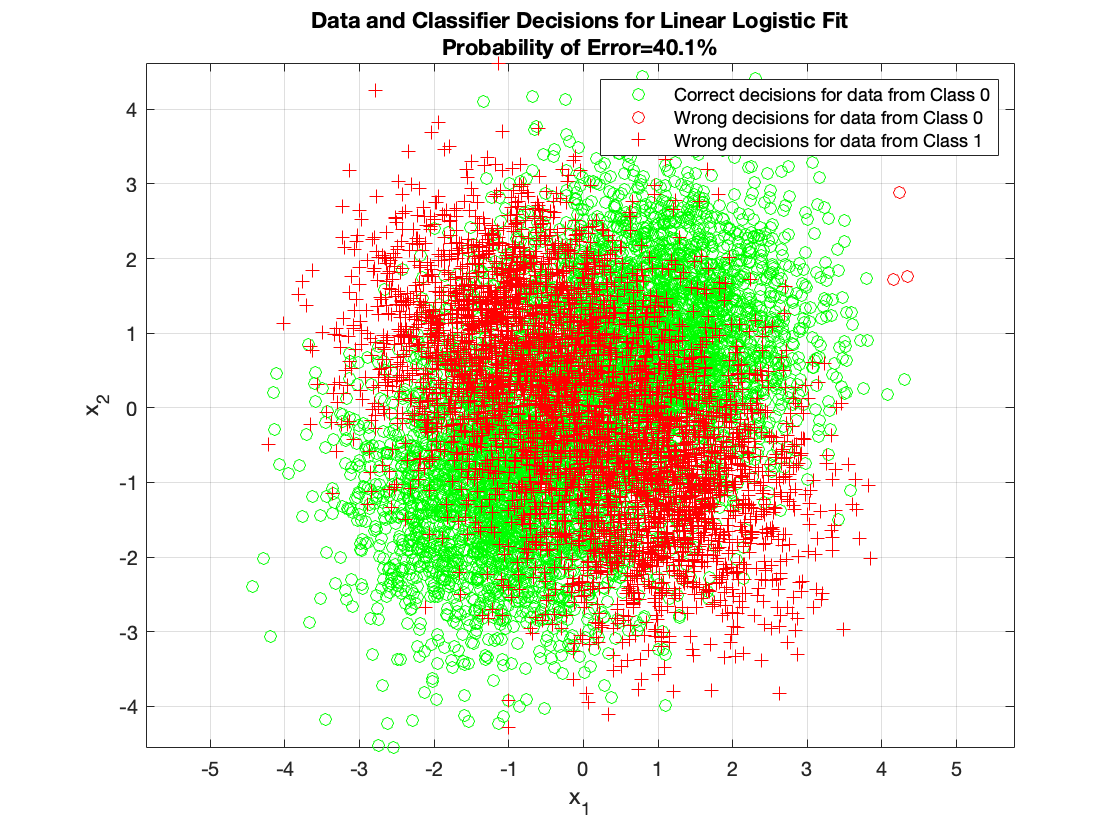 Data and Classifier Decisions for Linear Logistic Fit
Probability of Error=40.1%
Correct decisions for data from Class 0
Wrong decisions for data from Class 0
Wrong decisions for data from Class 1
4
3
2
1
0
-1
-2
-3
-4
x2
-5 -4 -3 -2 -1 0 1 2 3 4 5
x1